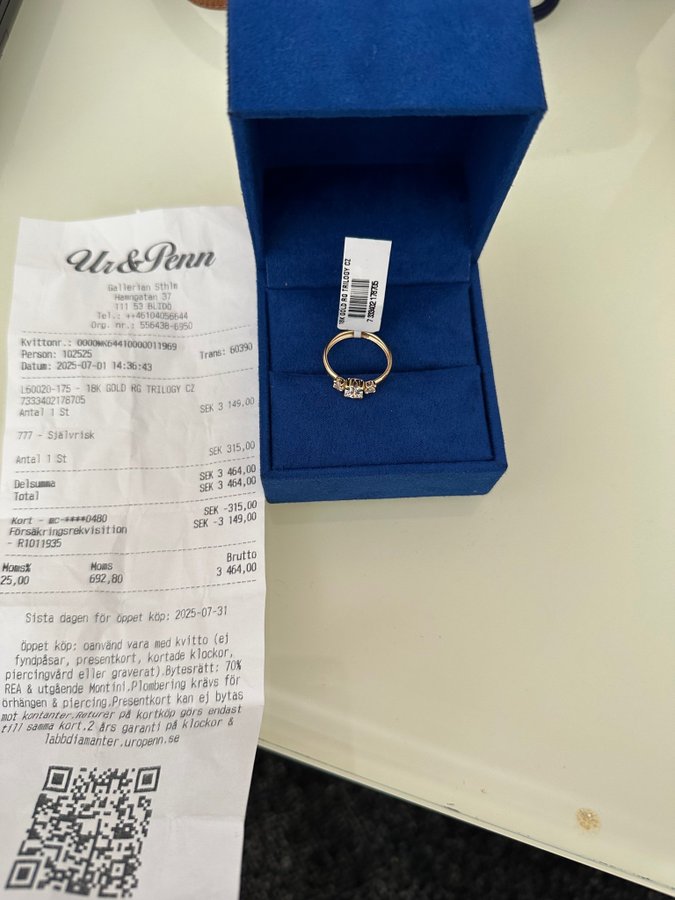 Ur&Penn
Gallerian Sthlm
Hamngatan 37
111 53 BLIDÖ
Tel.: ++46104056644
Org. nr.: 556438-6950
Kvittonr.: 0000WK64410000011969
Person: 102525 Trans: 60390
Datum: 2025-07-01 14:36:43
L60020-175 - 18K GOLD RG TRILOGY CZ
7333402178705
Antal 1 St SEK 3 149,00
777 - Självrisk
Antal 1 St SEK 315,00
Delsumma SEK 3 464,00
Total SEK 3 464,00
Kort - mc-****0480 SEK -315,00
Försäkringsrekvisition SEK -3 149,00
- R1011935
Moms% Moms Brutto
25,00 692,80 3 464,00
Sista dagen för öppet köp: 2025-07-31
Öppet köp: oanvänd vara med kvitto (ej
fyndpåsar, presentkort, kortade klockor,
piercingvård eller graverat).Bytesrätt: 70%
REA & utgående Montini.Plombering krävs för
örhängen & piercing.Presentkort kan ej bytas
mot kontanter.Returer på kortköp görs endast
till samma kort.2 års garanti på klockor &
labbdiamanter.uropenn.se
18K GOLD RG TRILOGY CZ
7333402178705